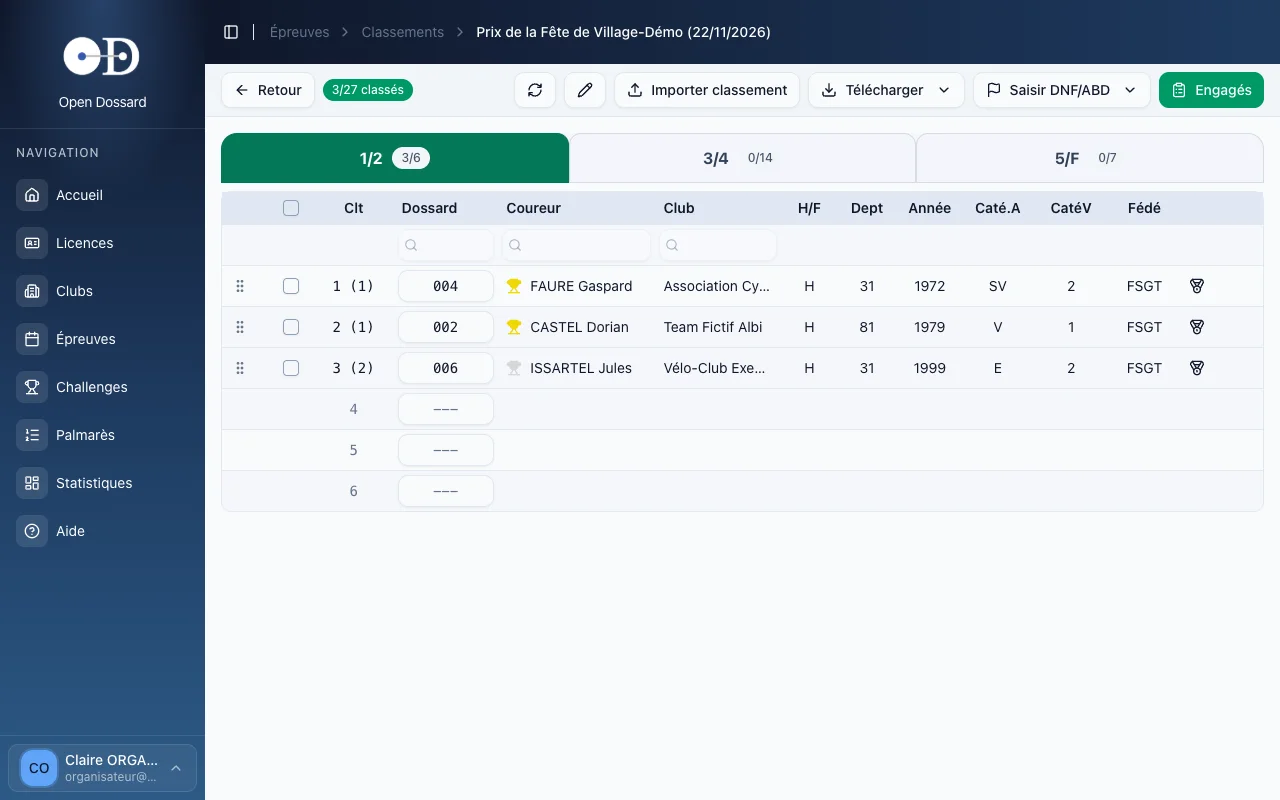 Open Dossard
NAVIGATION
Accueil
Licences
Clubs
Épreuves
Challenges
Palmarès
Statistiques
Aide
CO
Claire ORGA...
organisateur@...
Épreuves > Classements > Prix de la Fête de Village-Démo (22/11/2026)
Retour 3/27 classés Importer classement Télécharger Saisir DNF/ABD Engagés
1/2 3/6 3/4 0/14 5/F 0/7
Clt Dossard Coureur Club H/F Dept Année Caté.A CatéV Fédé
1 (1) 004 FAURE Gaspard Association Cy... H 31 1972 SV 2 FSGT
2 (1) 002 CASTEL Dorian Team Fictif Albi H 81 1979 V 1 FSGT
3 (2) 006 ISSARTEL Jules Vélo-Club Exe... H 31 1999 E 2 FSGT
4 ---
5 ---
6 ---